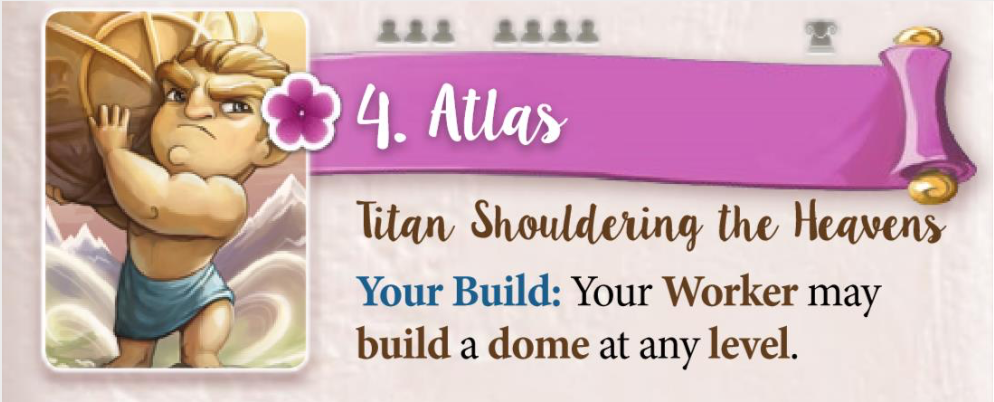 4. Atlas
Titan Shouldering the Heavens
Your Build: Your Worker may
build a dome at any level.